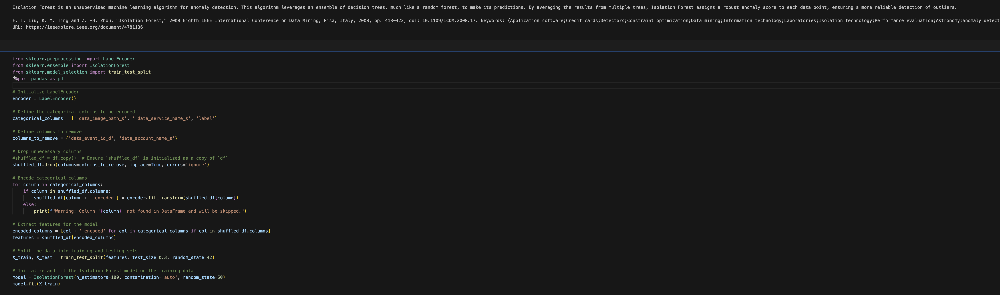 Isolation Forest is an unsupervised machine learning algorithm for anomaly detection. This algorithm leverages an ensemble of decision trees, much like a random forest, to make its predictions. By averaging the results from multiple trees, Isolation Forest assigns a robust anomaly score to each data point, ensuring a more reliable detection of outliers.
F. T. Liu, K. M. Ting and Z. -H. Zhou, "Isolation Forest," 2008 Eighth IEEE International Conference on Data Mining, Pisa, Italy, 2008, pp. 413-422, doi: 10.1109/ICDM.2008.17. keywords: {Application software;Credit cards;Detectors;Constraint optimization;Data mining;Information technology;Laboratories;Isolation technology;Performance evaluation;Astronomy;anomaly detect
URL: https://ieeexplore.ieee.org/document/4781136
from sklearn.preprocessing import LabelEncoder
from sklearn.ensemble import IsolationForest
from sklearn.model_selection import train_test_split
import pandas as pd
# Initialize LabelEncoder
encoder = LabelEncoder()
# Define the categorical columns to be encoded
categorical_columns = [' data_image_path_s', ' data_service_name_s', 'label']
# Define columns to remove
columns_to_remove = {'data_event_id_d', 'data_account_name_s'}
# Drop unnecessary columns
#shuffled_df = df.copy()  # Ensure `shuffled_df` is initialized as a copy of `df`
shuffled_df.drop(columns=columns_to_remove, inplace=True, errors='ignore')
# Encode categorical columns
for column in categorical_columns:
    if column in shuffled_df.columns:
        shuffled_df[column + '_encoded'] = encoder.fit_transform(shuffled_df[column])
    else:
        print(f"Warning: Column '{column}' not found in DataFrame and will be skipped.")
# Extract features for the model
encoded_columns = [col + '_encoded' for col in categorical_columns if col in shuffled_df.columns]
features = shuffled_df[encoded_columns]
# Split the data into training and testing sets
X_train, X_test = train_test_split(features, test_size=0.3, random_state=42)
# Initialize and fit the Isolation Forest model on the training data
model = IsolationForest(n_estimators=100, contamination='auto', random_state=50)
model.fit(X_train)